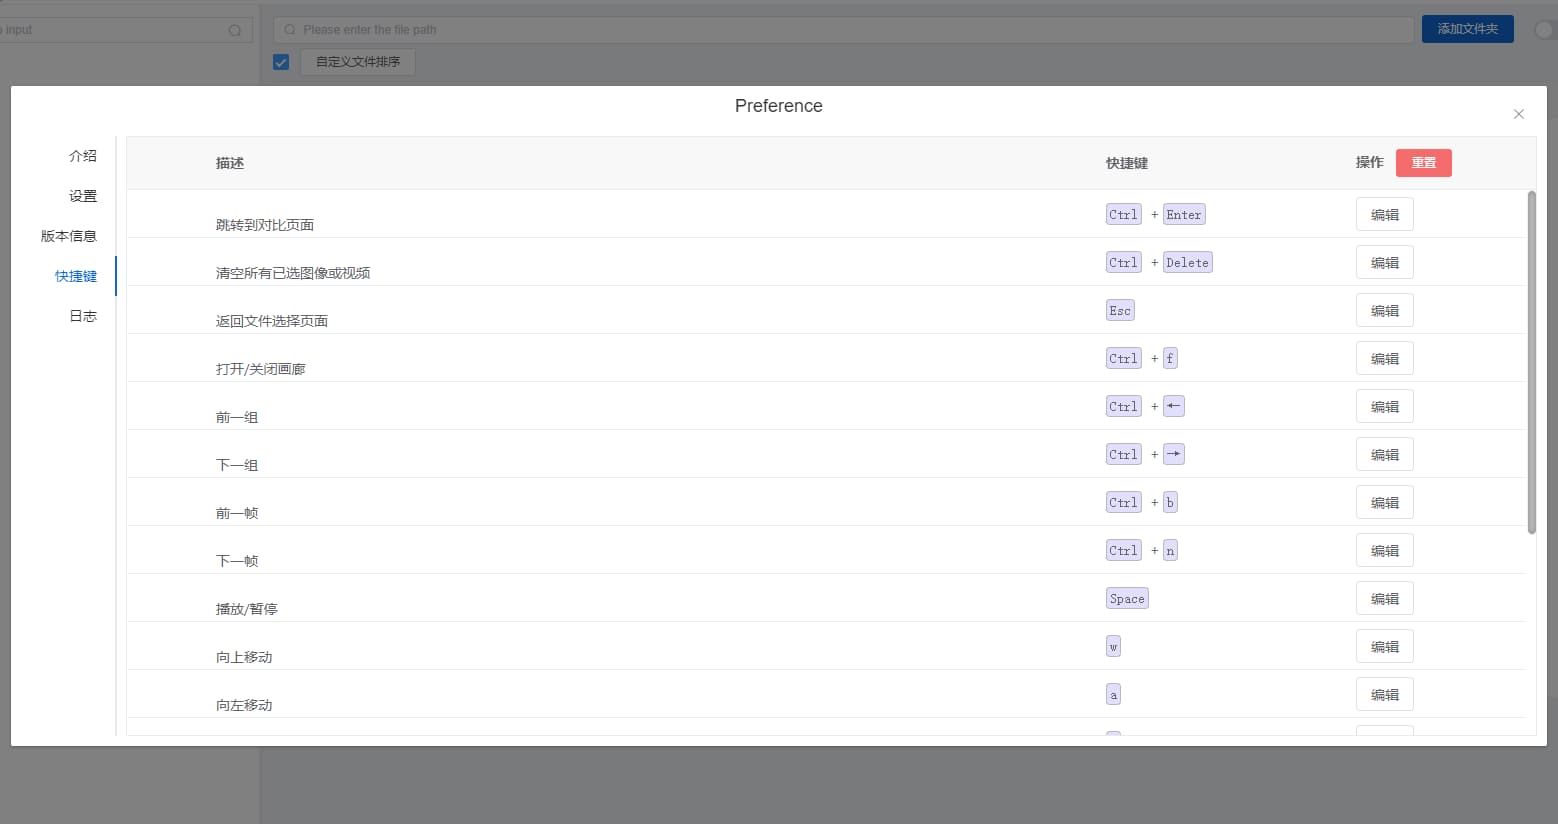 input
Please enter the file path
添加文件夹
自定义文件排序
Preference
介绍
设置
版本信息
快捷键
日志
描述 快捷键 操作 重置
跳转到对比页面 Ctrl + Enter 编辑
清空所有已选图像或视频 Ctrl + Delete 编辑
返回文件选择页面 Esc 编辑
打开/关闭画廊 Ctrl + f 编辑
前一组 Ctrl + ← 编辑
下一组 Ctrl + → 编辑
前一帧 Ctrl + b 编辑
下一帧 Ctrl + n 编辑
播放/暂停 Space 编辑
向上移动 w 编辑
向左移动 a 编辑